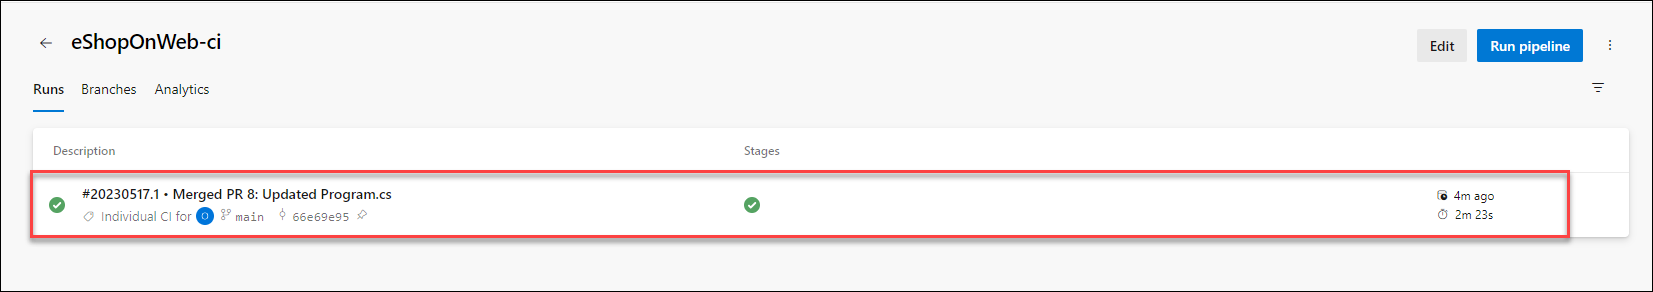 eShopOnWeb-ci
Edit
Run pipeline
Runs Branches Analytics
Description Stages
#20230517.1 • Merged PR 8: Updated Program.cs
4m ago
Individual CI for O main 66e69e95
2m 23s